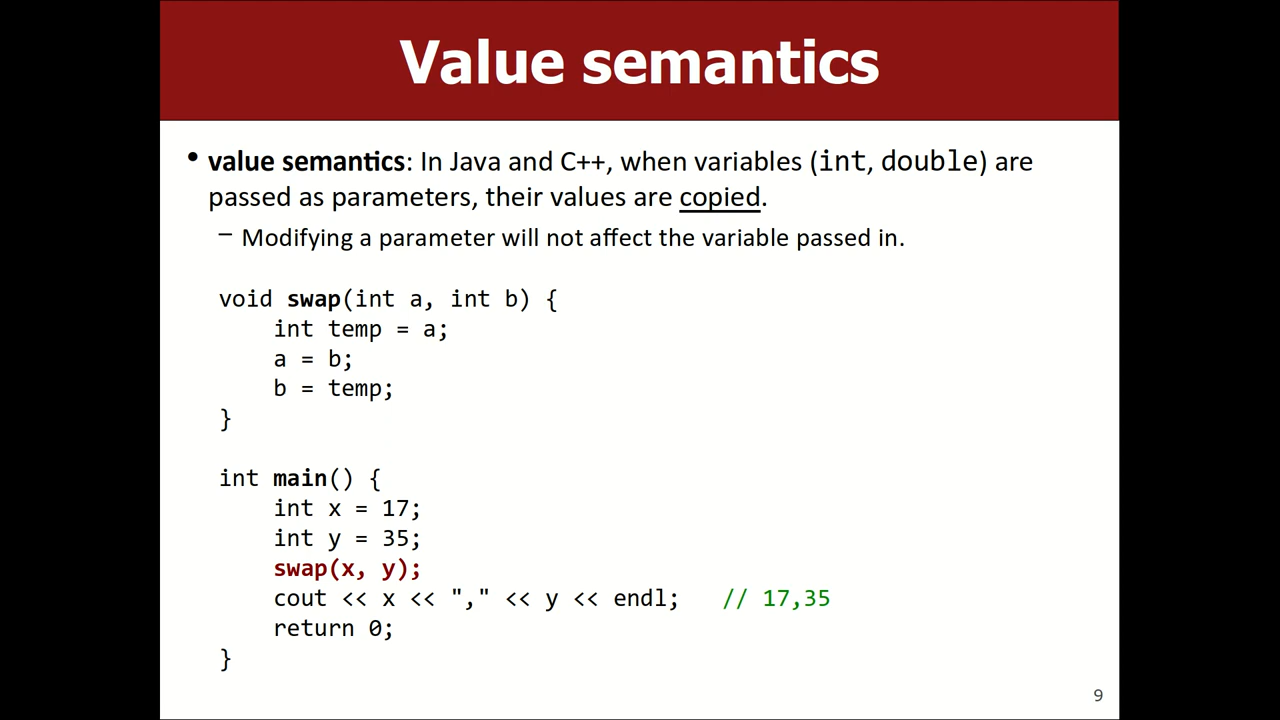 Value semantics
• value semantics: In Java and C++, when variables (int, double) are
passed as parameters, their values are copied.
– Modifying a parameter will not affect the variable passed in.
void swap(int a, int b) {
    int temp = a;
    a = b;
    b = temp;
}
int main() {
    int x = 17;
    int y = 35;
    swap(x, y);
    cout << x << "," << y << endl;   // 17,35
    return 0;
}
9